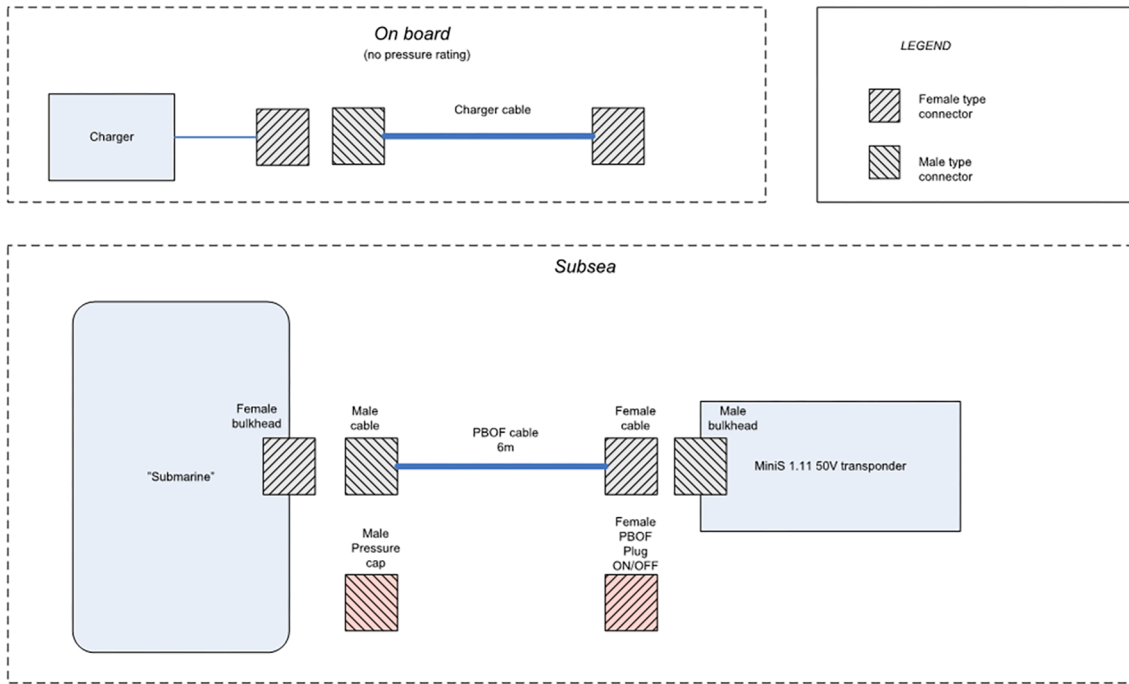 On board
(no pressure rating)
Charger
Charger cable
LEGEND
Female type
connector
Male type
connector
Subsea
"Submarine"
Female
bulkhead
Male
cable
PBOF cable
6m
Female
cable
Male
bulkhead
MiniS 1.11 50V transponder
Male
Pressure
cap
Female
PBOF
Plug
ON/OFF